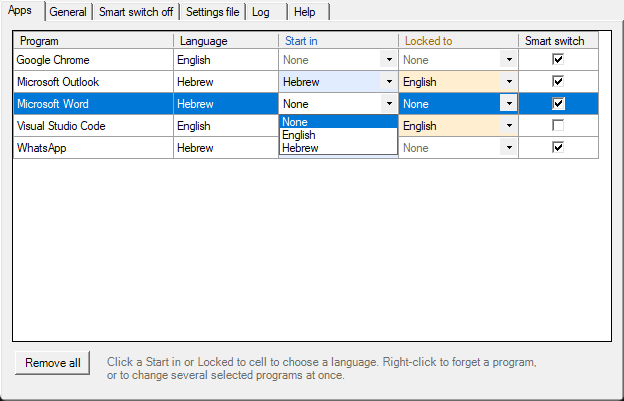 Apps General Smart switch off Settings file Log Help
Program Language Start in Locked to Smart switch
Google Chrome English None None
Microsoft Outlook Hebrew Hebrew English
Microsoft Word Hebrew None None
None
Visual Studio Code English English
English
WhatsApp Hebrew None
Hebrew
Remove all
Click a Start in or Locked to cell to choose a language. Right-click to forget a program,
or to change several selected programs at once.